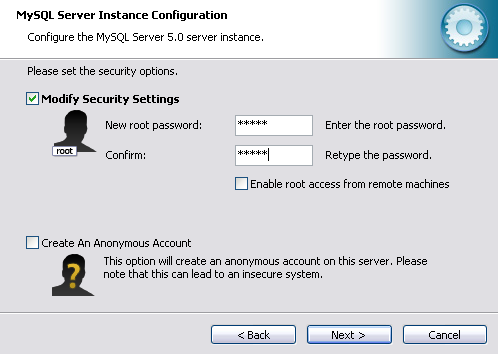 MySQL Server Instance Configuration
Configure the MySQL Server 5.0 server instance.
Please set the security options.
Modify Security Settings
root
New root password: ***** Enter the root password.
Confirm: ***** Retype the password.
Enable root access from remote machines
Create An Anonymous Account
?
This option will create an anonymous account on this server. Please
note that this can lead to an insecure system.
< Back Next > Cancel